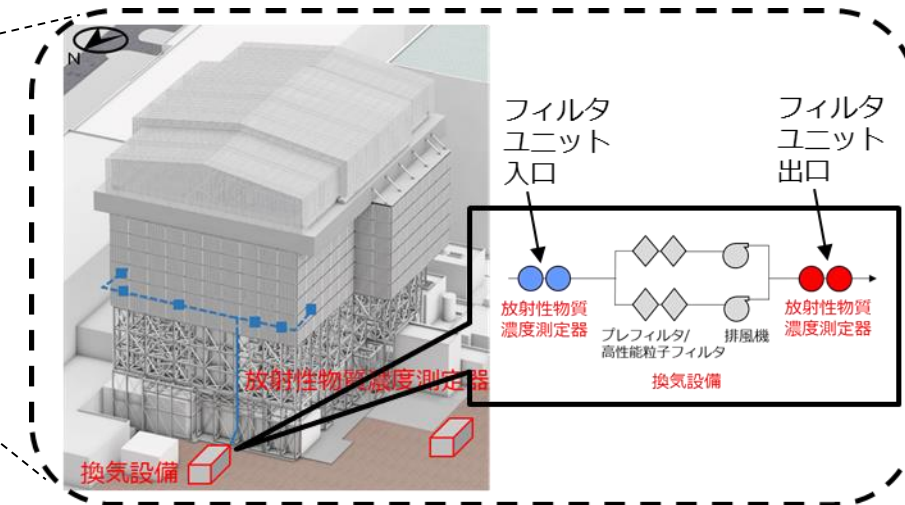 N
フィルタ
ユニット
入口
フィルタ
ユニット
出口
放射性物質
濃度測定器
プレフィルタ/
高性能粒子フィルタ
排風機
放射性物質
濃度測定器
換気設備
放射性物質濃度測定器
換気設備